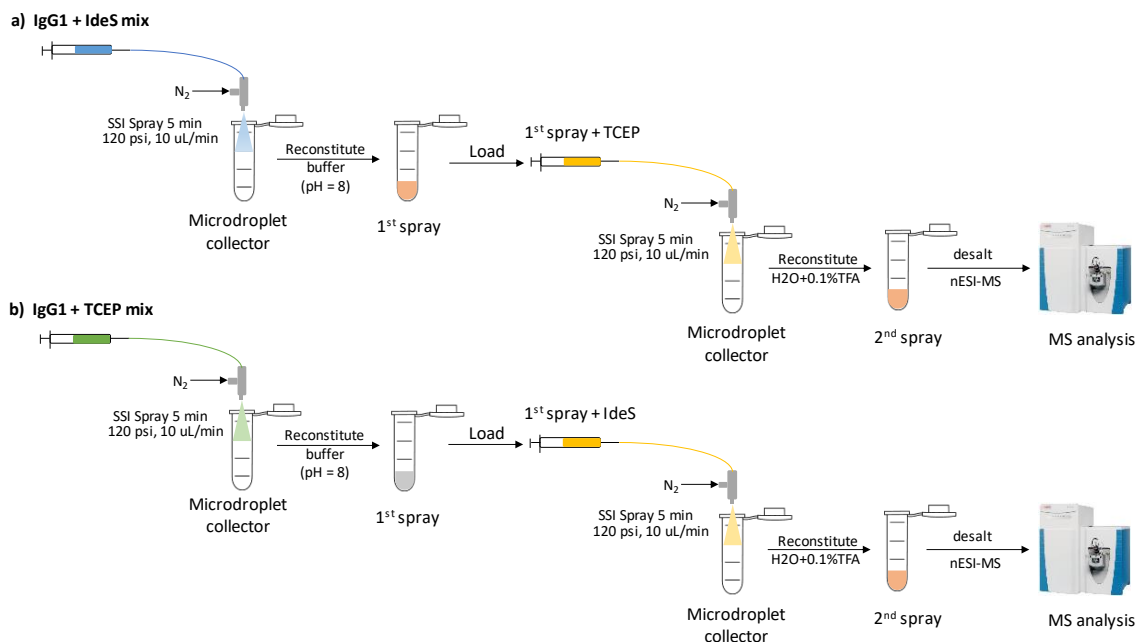 a) IgG1 + IdeS mix
N2
SSI Spray 5 min
120 psi, 10 uL/min
Microdroplet
collector
Reconstitute
buffer
(pH = 8)
1st spray
Load
1st spray + TCEP
N2
SSI Spray 5 min
120 psi, 10 uL/min
Microdroplet
collector
Reconstitute
H2O+0.1%TFA
2nd spray
desalt
nESI-MS
MS analysis
b) IgG1 + TCEP mix
N2
SSI Spray 5 min
120 psi, 10 uL/min
Microdroplet
collector
Reconstitute
buffer
(pH = 8)
1st spray
Load
1st spray + IdeS
N2
SSI Spray 5 min
120 psi, 10 uL/min
Microdroplet
collector
Reconstitute
H2O+0.1%TFA
2nd spray
desalt
nESI-MS
MS analysis